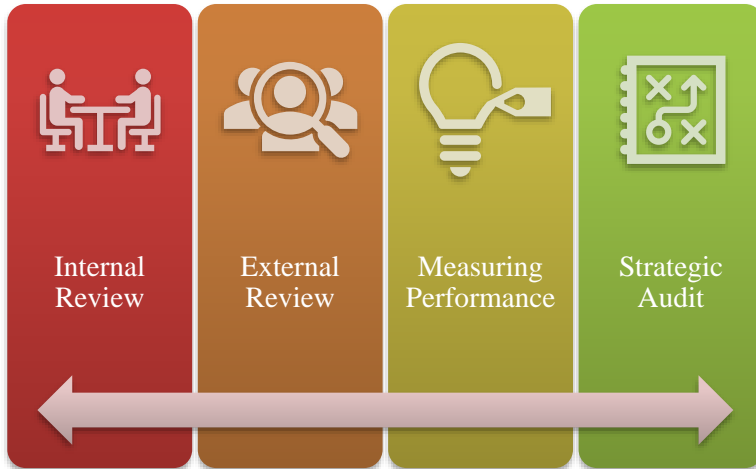 Internal
Review
External
Review
Measuring
Performance
Strategic
Audit